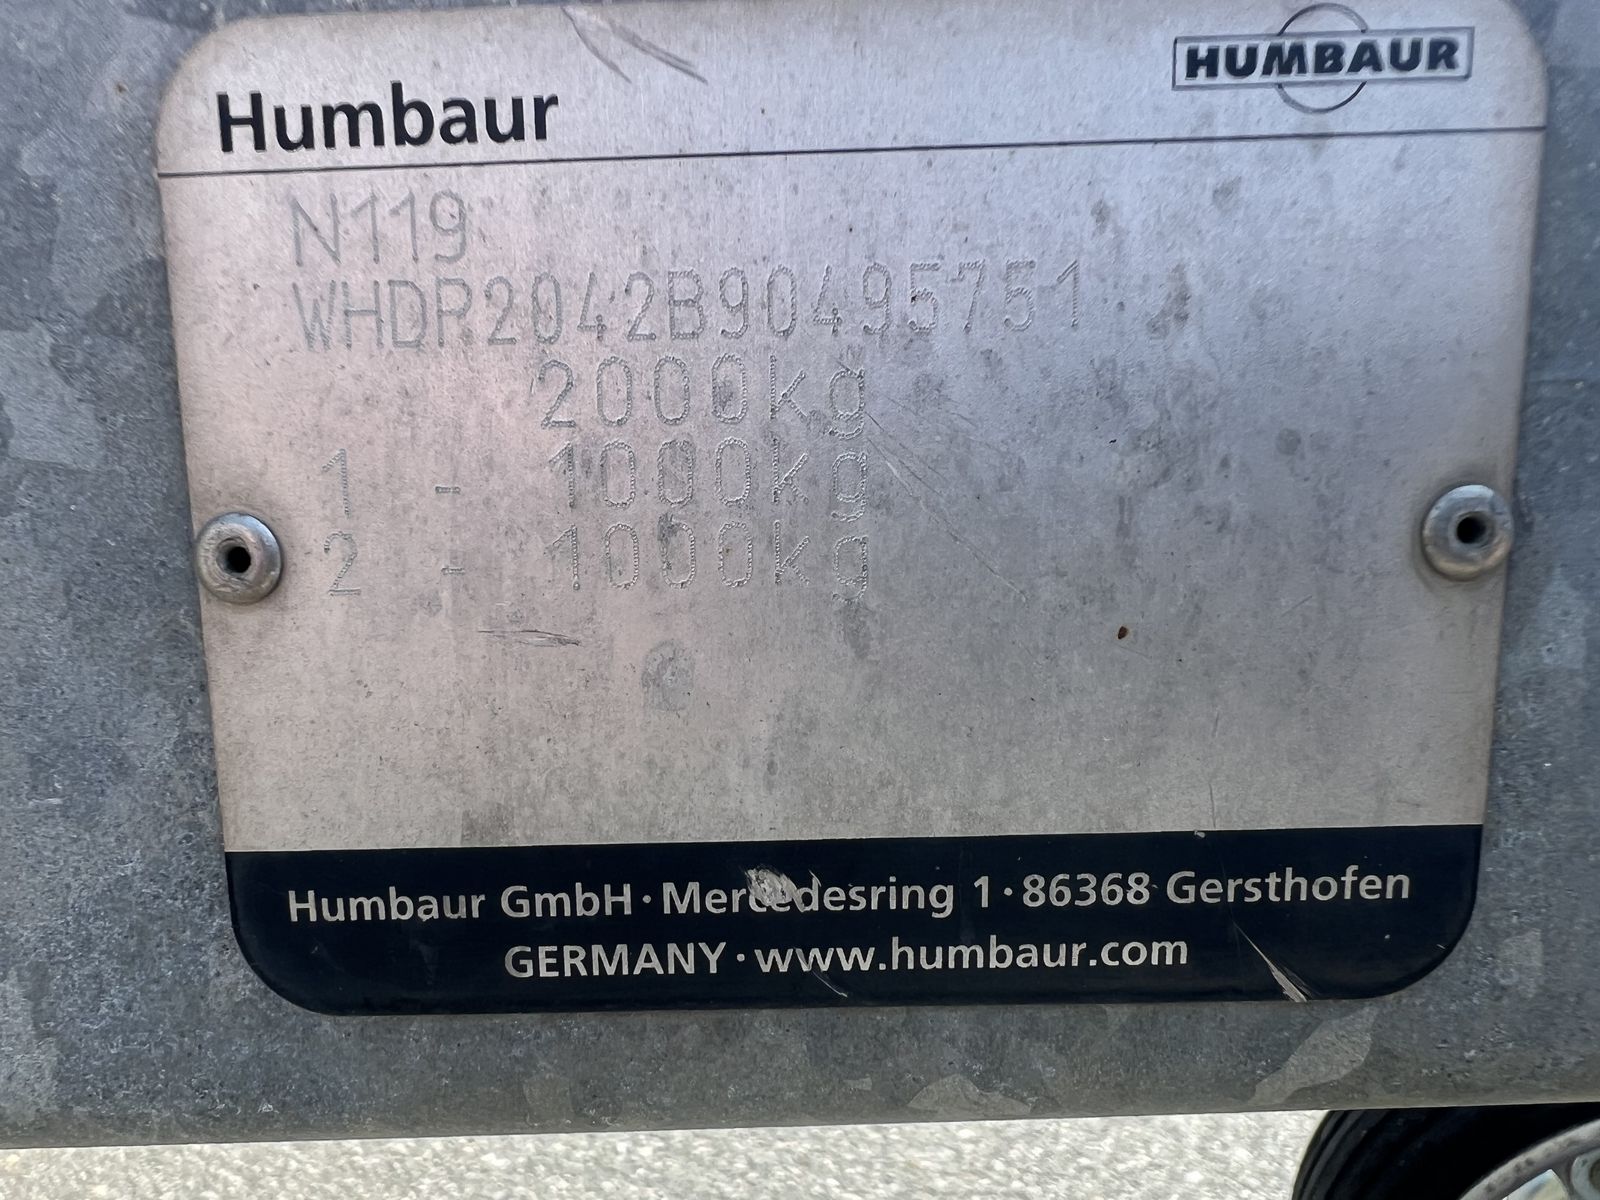 Humbaur
HUMBAUR
N119
WHDR2042B90495751
2000kg
1 - 1000kg
2 - 1000kg
Humbaur GmbH · Mercedesring 1 · 86368 Gersthofen
GERMANY · www.humbaur.com